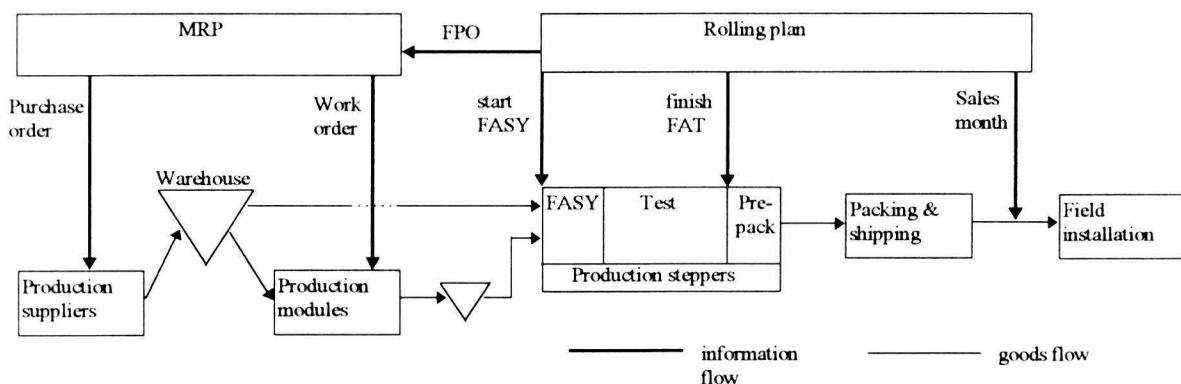 MRP
FPO
Rolling plan
Purchase
order
Work
order
start
FASY
finish
FAT
Sales
month
Warehouse
FASY
Test
Pre-
pack
Packing &
shipping
Field
installation
Production
suppliers
Production
modules
Production steppers
information
flow
goods flow